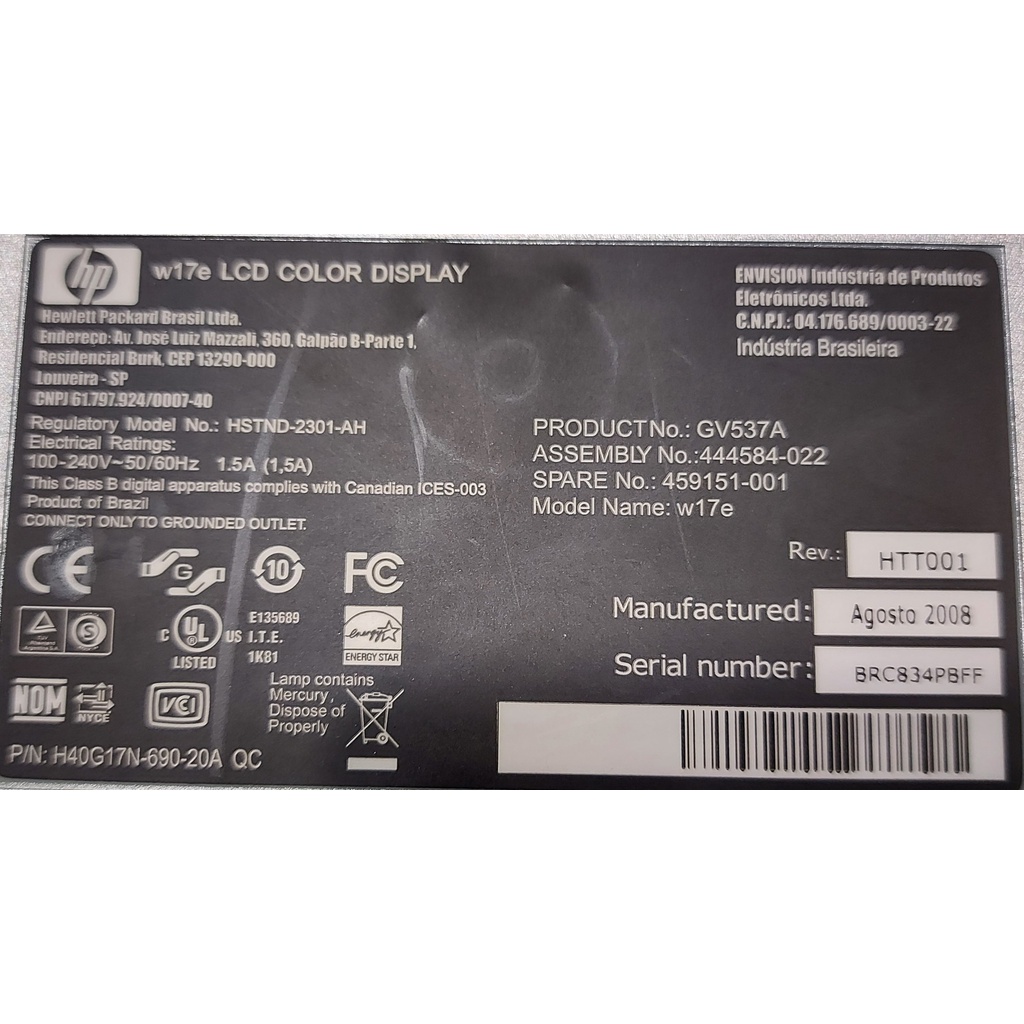 hp
w17e LCD COLOR DISPLAY
Hewlett Packard Brasil Ltda.
Endereço: Av. José Luiz Mazzali, 360, Galpão B-Parte 1,
Residencial Burk, CEP 13290-000
Louveira - SP
CNPJ 61.797.924/0007-40
Regulatory Model No.: HSTND-2301-AH
Electrical Ratings:
100~240V~50/60Hz 1.5A (1,5A)
This Class B digital apparatus complies with Canadian ICES-003
Product of Brazil
CONNECT ONLY TO GROUNDED OUTLET.
ENVISION Indústria de Produtos
Eletrônicos Ltda.
C.N.P.J.: 04.176.689/0003-22
Indústria Brasileira
PRODUCT No.: GV537A
ASSEMBLY No.:444584-022
SPARE No.: 459151-001
Model Name: w17e
Rev.: HTT001
Manufactured: Agosto 2008
Serial number: BRC834PBFF
CE G 10 FC
S
C UL US
LISTED
E135689
I.T.E.
1K81
energy
ENERGY STAR
NOM
NYCE
VCI
Lamp contains
Mercury,
Dispose of
Properly
P/N: H40G17N-690-20A QC